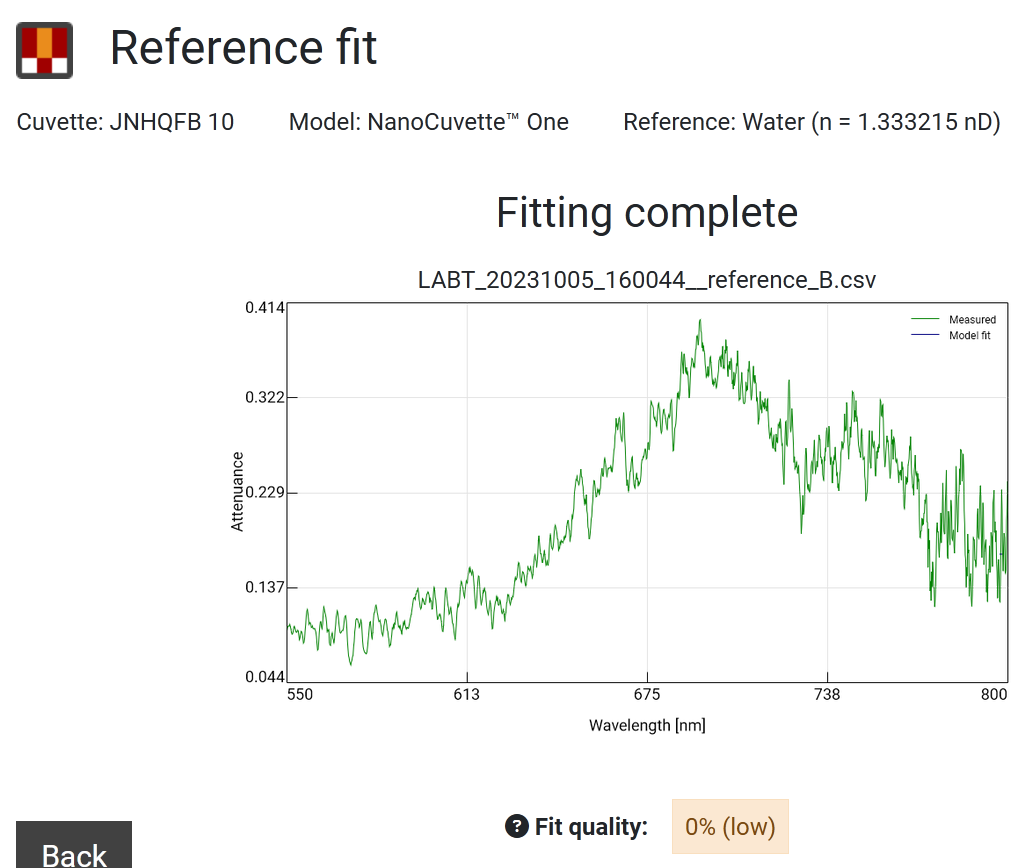 Reference fit
Cuvette: JNHQFB 10 Model: NanoCuvette™ One Reference: Water (n = 1.333215 nD)
Fitting complete
LABT_20231005_160044__reference_B.csv
0.414
0.322
0.229
0.137
0.044
Attenuance
Measured
Model fit
550 613 675 738 800
Wavelength [nm]
? Fit quality: 0% (low)
Back